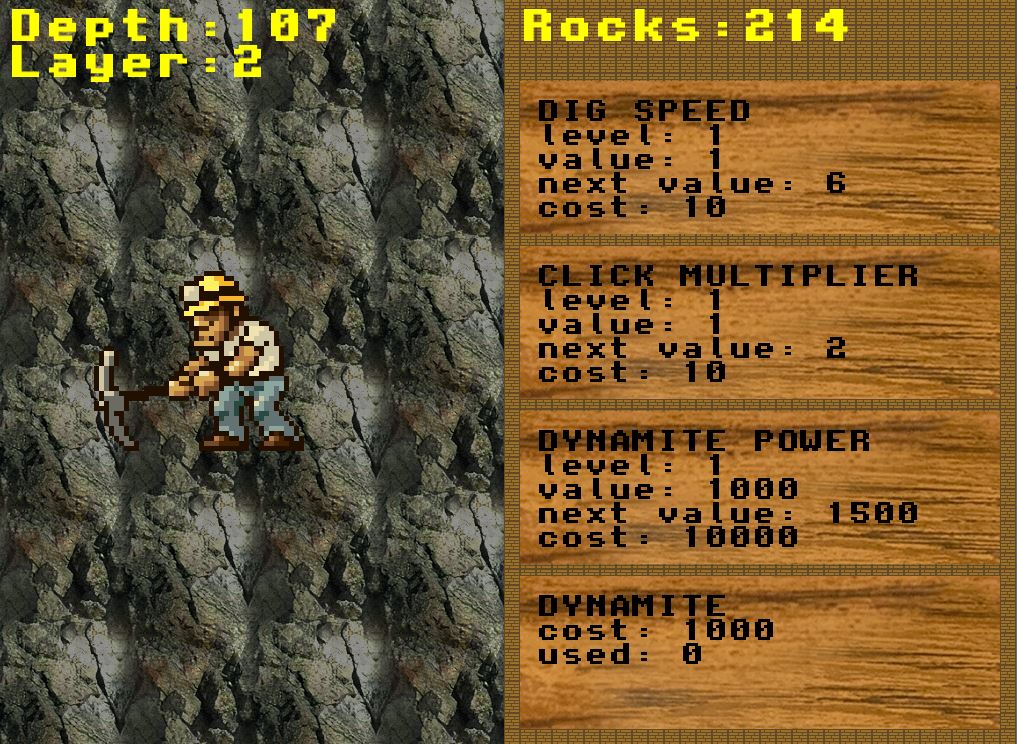 Depth:107
Layer:2
Rocks:214
DIG SPEED
level: 1
value: 1
next value: 6
cost: 10
CLICK MULTIPLIER
level: 1
value: 1
next value: 2
cost: 10
DYNAMITE POWER
level: 1
value: 1000
next value: 1500
cost: 10000
DYNAMITE
cost: 1000
used: 0